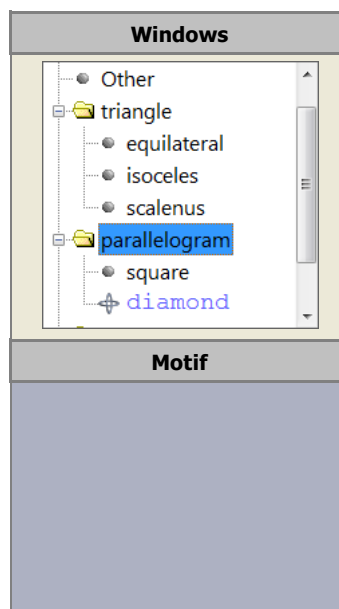 Windows
Other
triangle
equilateral
isoceles
scalenus
parallelogram
square
diamond
Motif